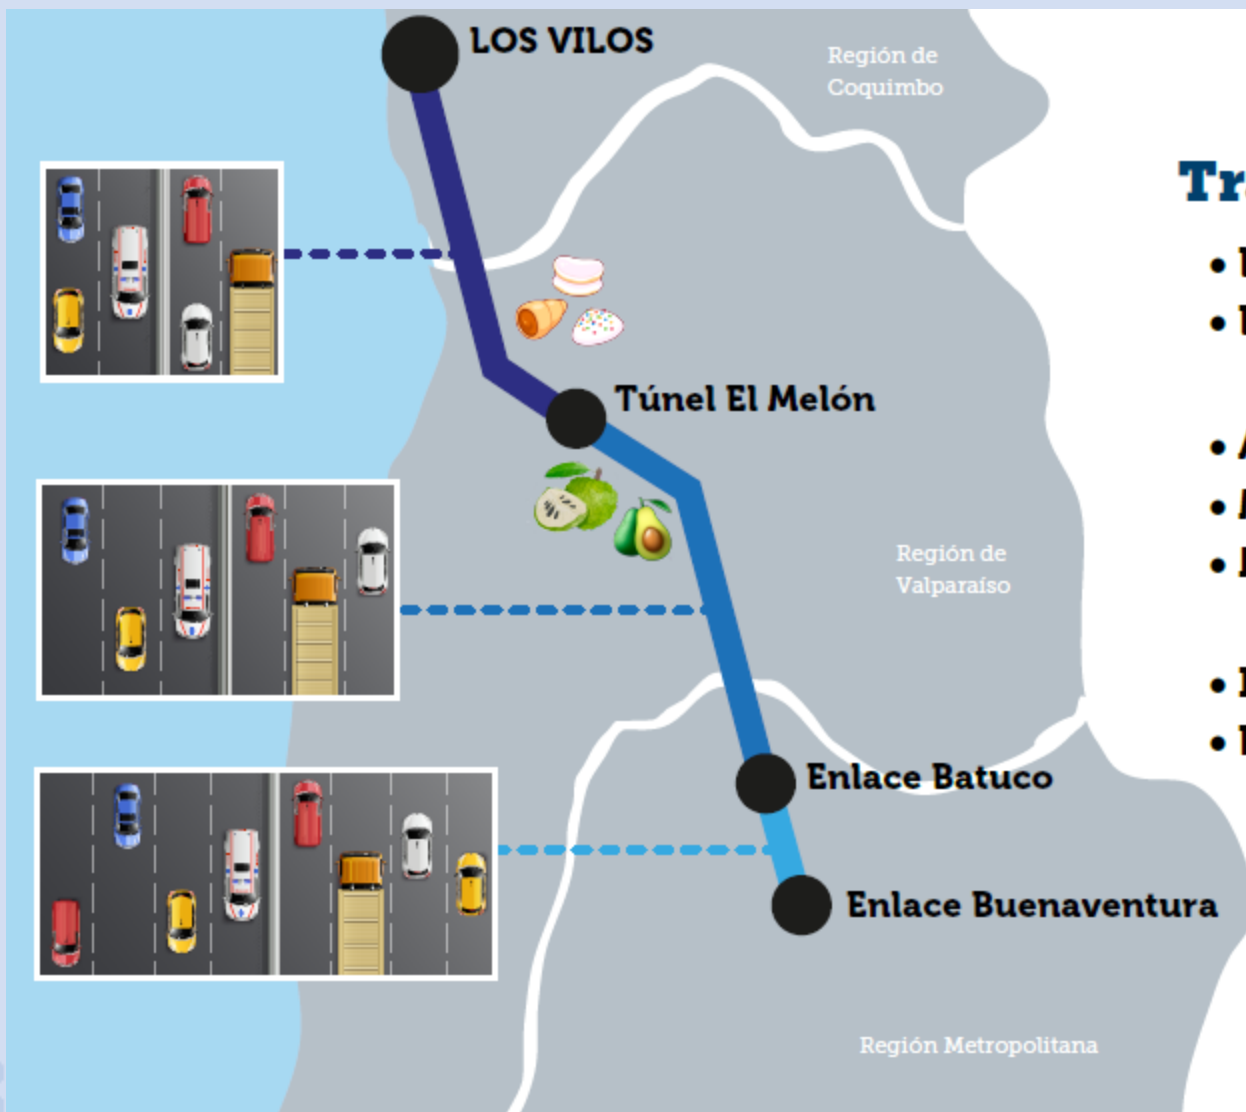 LOS VILOS
Región de
Coquimbo
Túnel El Melón
Región de
Valparaíso
Enlace Batuco
Enlace Buenaventura
Región Metropolitana